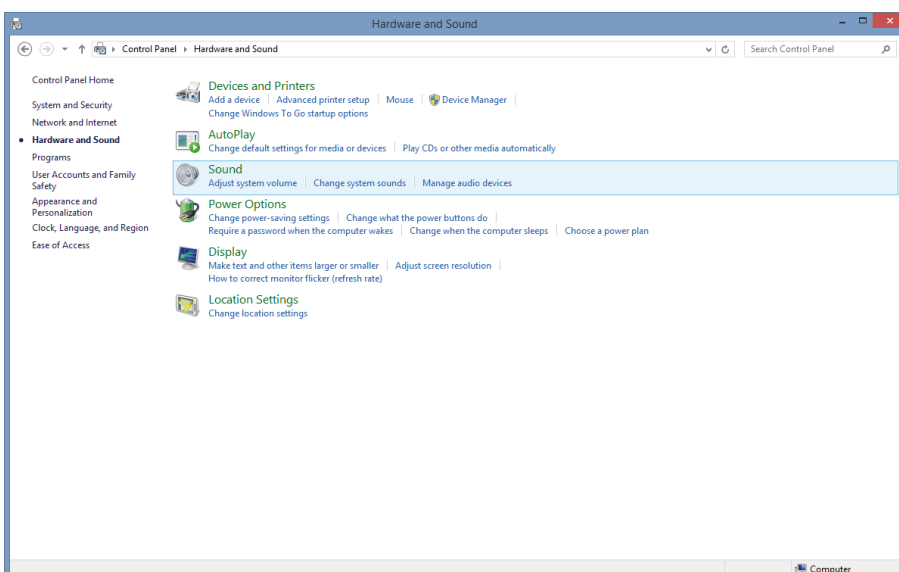 Hardware and Sound
Control Panel Hardware and Sound
Search Control Panel
Control Panel Home
System and Security
Network and Internet
Hardware and Sound
Programs
User Accounts and Family
Safety
Appearance and
Personalization
Clock, Language, and Region
Ease of Access
Devices and Printers
Add a device Advanced printer setup Mouse Device Manager
Change Windows To Go startup options
AutoPlay
Change default settings for media or devices Play CDs or other media automatically
Sound
Adjust system volume Change system sounds Manage audio devices
Power Options
Change power-saving settings Change what the power buttons do
Require a password when the computer wakes Change when the computer sleeps Choose a power plan
Display
Make text and other items larger or smaller Adjust screen resolution
How to correct monitor flicker (refresh rate)
Location Settings
Change location settings
Computer